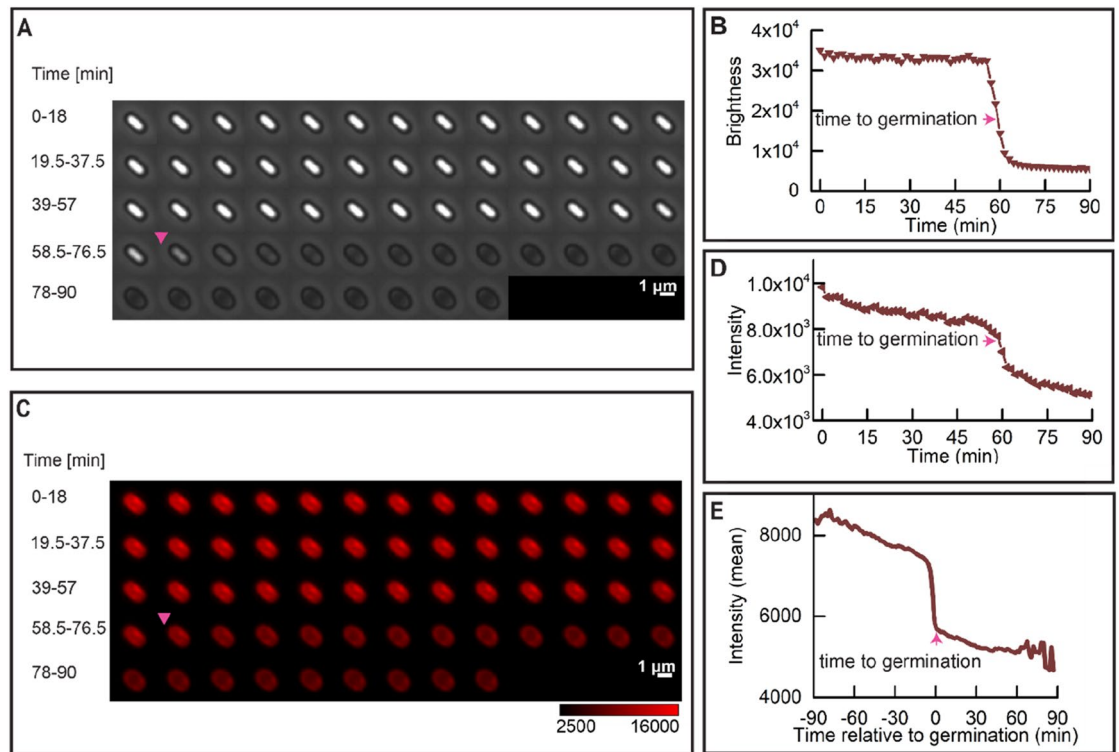 A
Time [min]
0-18
19.5-37.5
39-57
58.5-76.5
78-90
1 µm
B
Brightness
4x10⁴
3x10⁴
2x10⁴
1x10⁴
0
time to germination
0 15 30 45 60 75 90
Time (min)
C
Time [min]
0-18
19.5-37.5
39-57
58.5-76.5
78-90
1 µm
2500 16000
D
Intensity
1.0x10⁴
8.0x10³
6.0x10³
4.0x10³
time to germination
0 15 30 45 60 75 90
Time (min)
E
Intensity (mean)
8000
6000
4000
time to germination
-90 -60 -30 0 30 60 90
Time relative to germination (min)